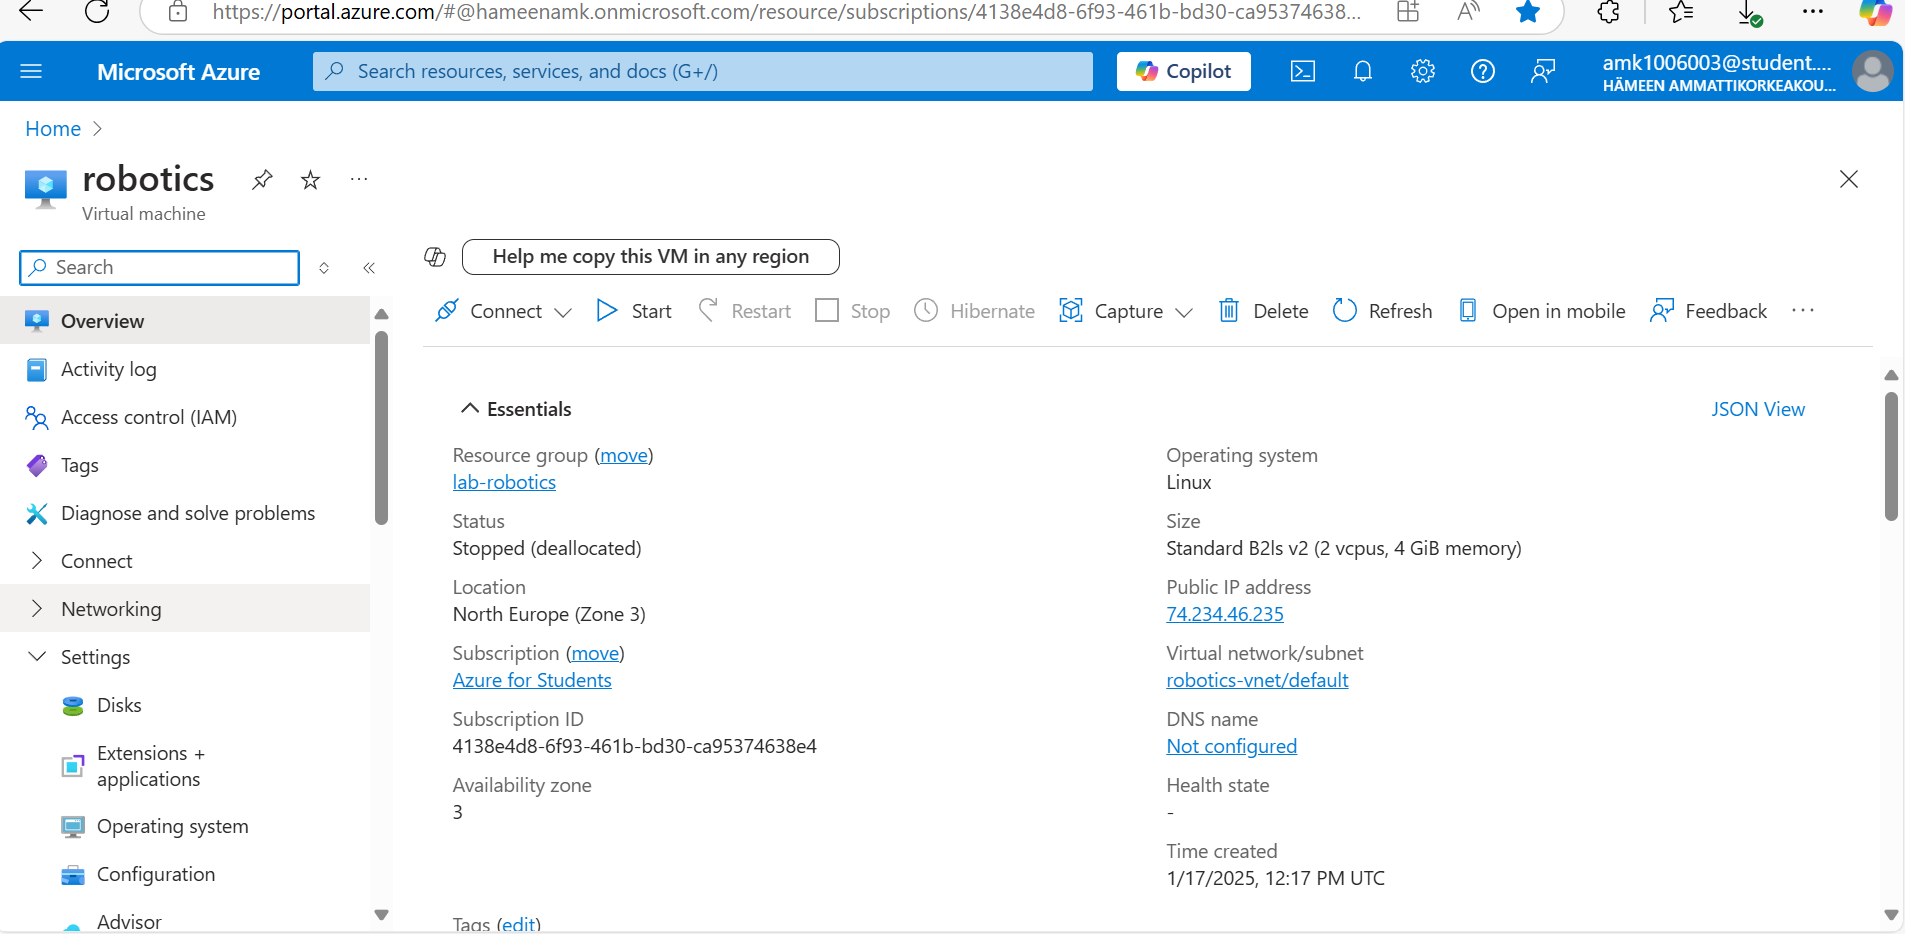 https://portal.azure.com/#@hameenamk.onmicrosoft.com/resource/subscriptions/4138e4d8-6f93-461b-bd30-ca95374638...
Microsoft Azure
Search resources, services, and docs (G+/)
Copilot
amk1006003@student....
HÄMEEN AMMATTIKORKEAKOU...
Home
robotics
Virtual machine
Search
Help me copy this VM in any region
Connect
Start
Restart
Stop
Hibernate
Capture
Delete
Refresh
Open in mobile
Feedback
Overview
Activity log
Access control (IAM)
Tags
Diagnose and solve problems
Connect
Networking
Settings
Disks
Extensions +
applications
Operating system
Configuration
Advisor
Essentials
JSON View
Resource group (move)
lab-robotics
Status
Stopped (deallocated)
Location
North Europe (Zone 3)
Subscription (move)
Azure for Students
Subscription ID
4138e4d8-6f93-461b-bd30-ca95374638e4
Availability zone
3
Operating system
Linux
Size
Standard B2ls v2 (2 vcpus, 4 GiB memory)
Public IP address
74.234.46.235
Virtual network/subnet
robotics-vnet/default
DNS name
Not configured
Health state
-
Time created
1/17/2025, 12:17 PM UTC
Tags (edit)